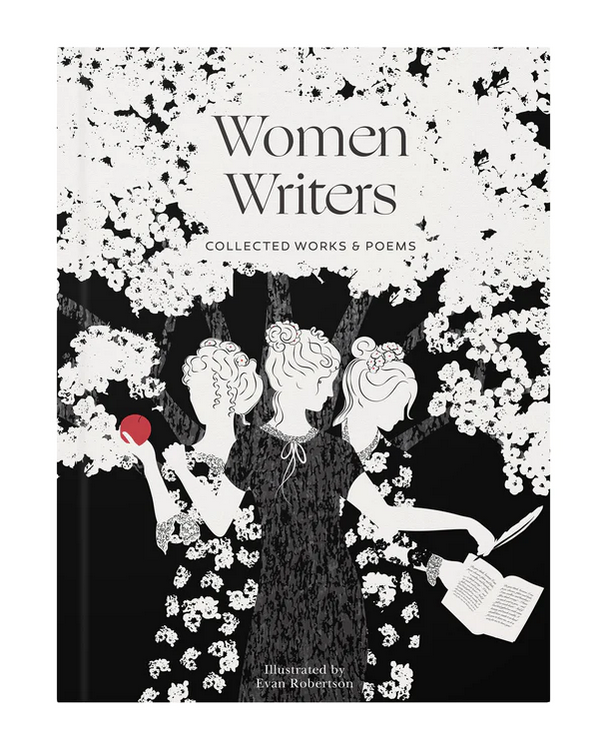 Women
Writers
COLLECTED WORKS & POEMS
Illustrated by
Evan Robertson